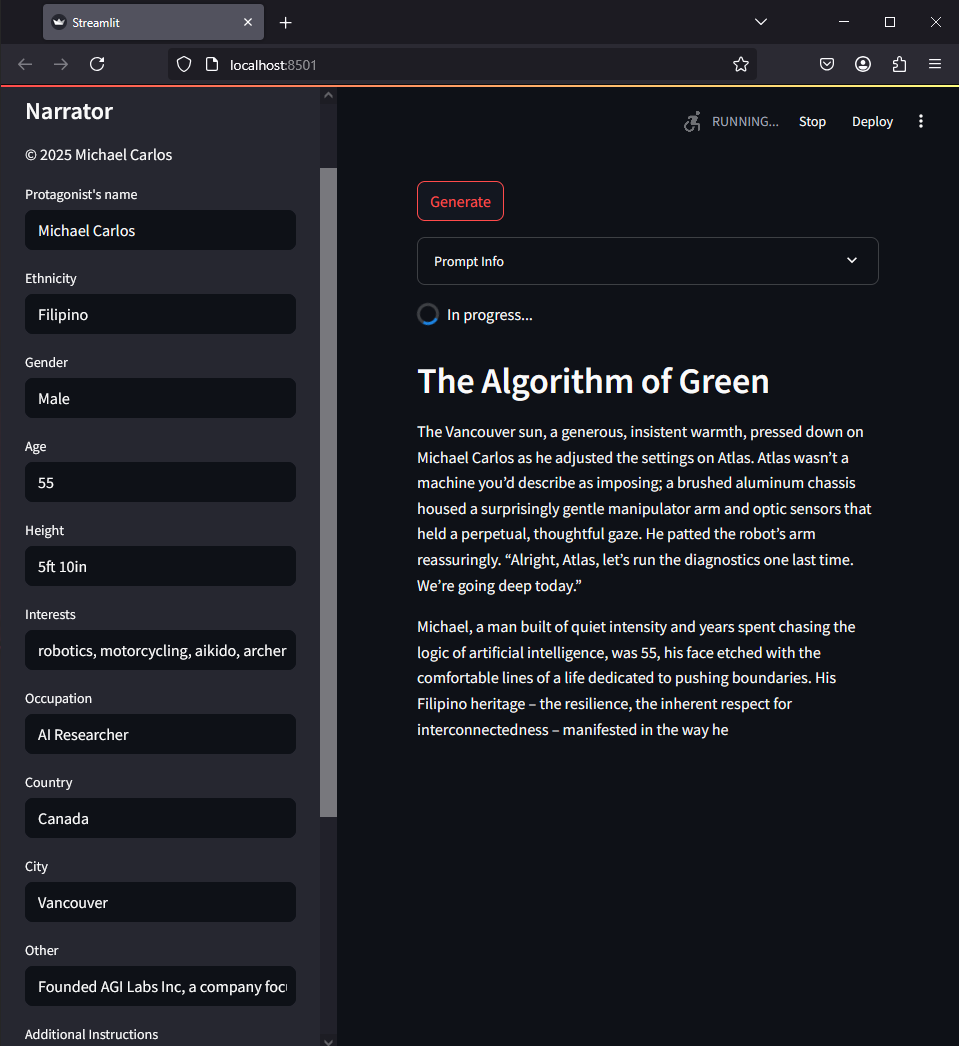 Streamlit
localhost:8501
Narrator
© 2025 Michael Carlos
Protagonist's name
Michael Carlos
Ethnicity
Filipino
Gender
Male
Age
55
Height
5ft 10in
Interests
robotics, motorcycling, aikido, archer
Occupation
AI Researcher
Country
Canada
City
Vancouver
Other
Founded AGI Labs Inc, a company foc
Additional Instructions
RUNNING...
Stop
Deploy
Generate
Prompt Info
In progress...
The Algorithm of Green
The Vancouver sun, a generous, insistent warmth, pressed down on
Michael Carlos as he adjusted the settings on Atlas. Atlas wasn’t a
machine you’d describe as imposing; a brushed aluminum chassis
housed a surprisingly gentle manipulator arm and optic sensors that
held a perpetual, thoughtful gaze. He patted the robot’s arm
reassuringly. “Alright, Atlas, let’s run the diagnostics one last time.
We’re going deep today.”
Michael, a man built of quiet intensity and years spent chasing the
logic of artificial intelligence, was 55, his face etched with the
comfortable lines of a life dedicated to pushing boundaries. His
Filipino heritage – the resilience, the inherent respect for
interconnectedness – manifested in the way he